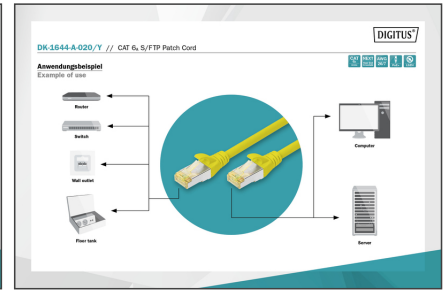 DIGITUS®
DK-1644-A-020/Y // CAT 6A S/FTP Patch Cord
Anwendungsbeispiel
Example of use
Router
Switch
Wall outlet
Floor tank
Computer
Server